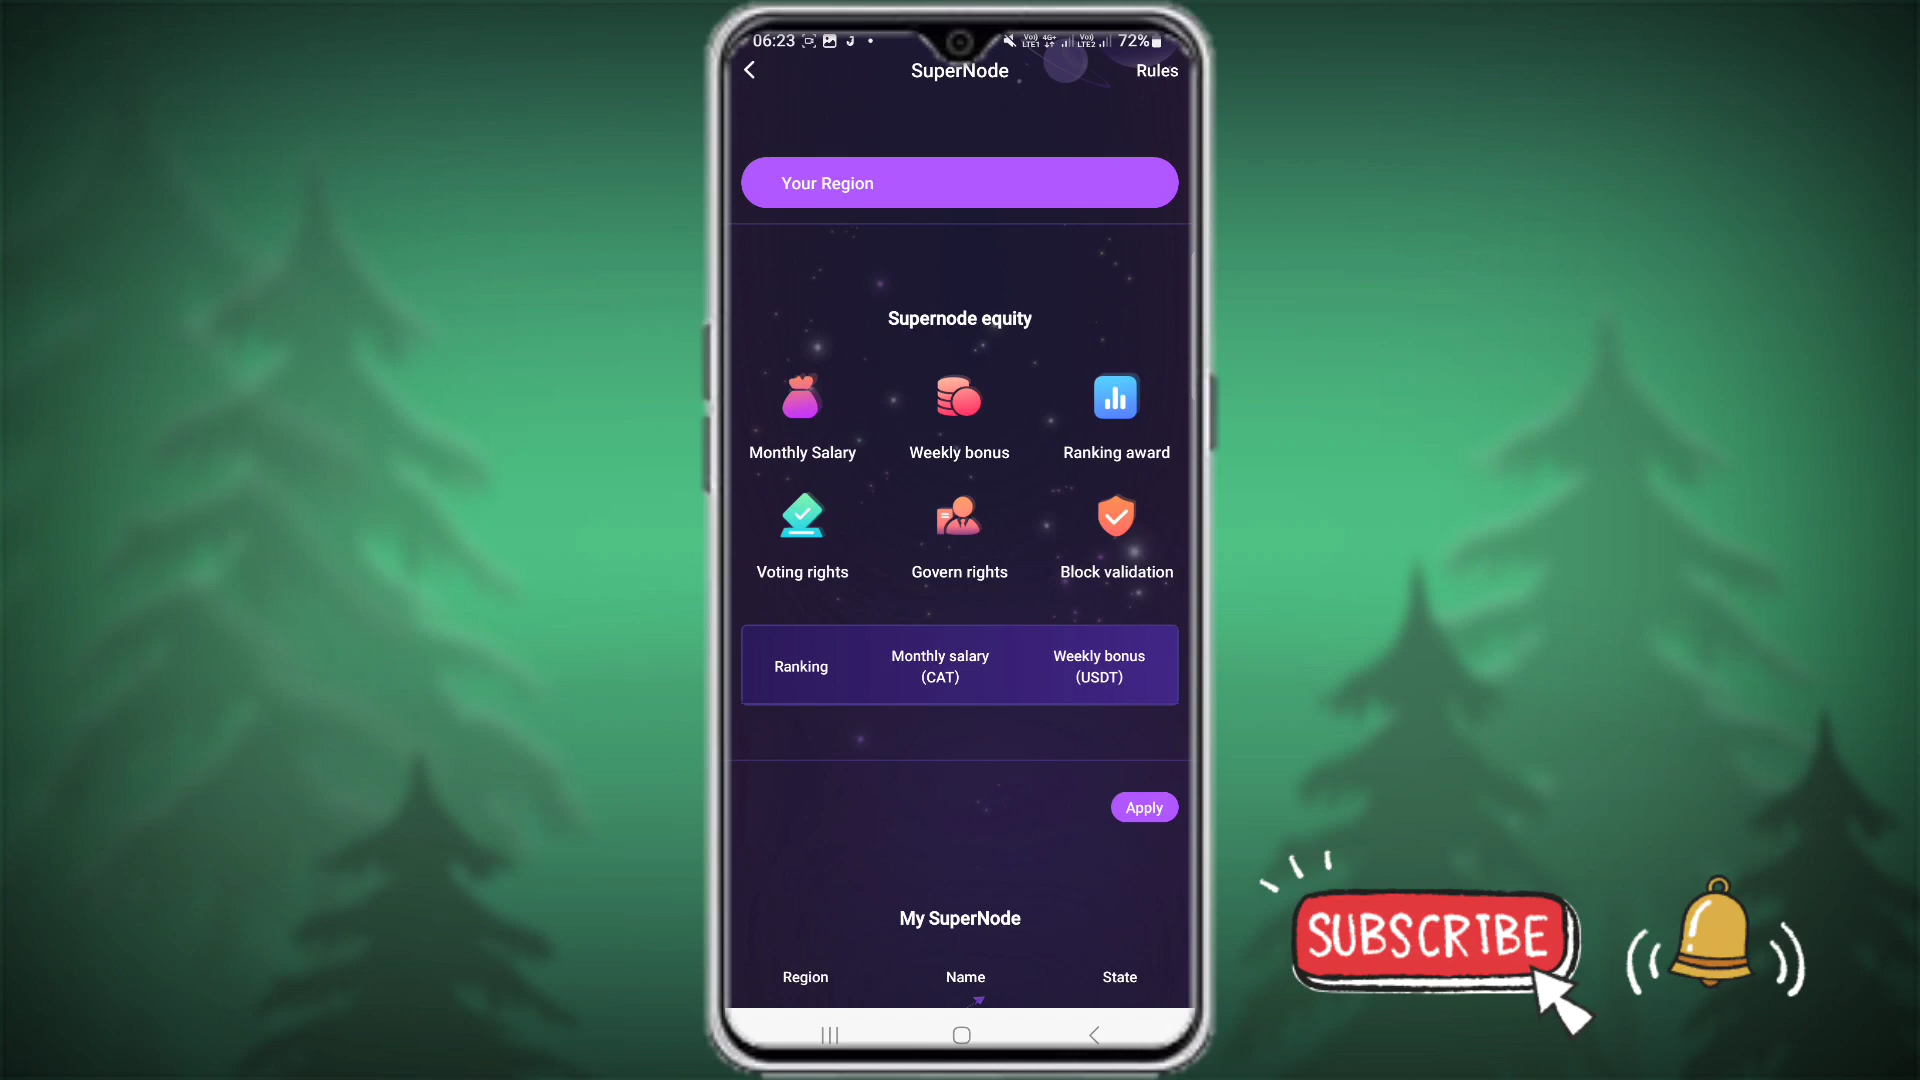 06:23 72%
SuperNode Rules
Your Region
Supernode equity
Monthly Salary Weekly bonus Ranking award
Voting rights Govern rights Block validation
Ranking Monthly salary (CAT) Weekly bonus (USDT)
Apply
My SuperNode
Region Name State
SUBSCRIBE